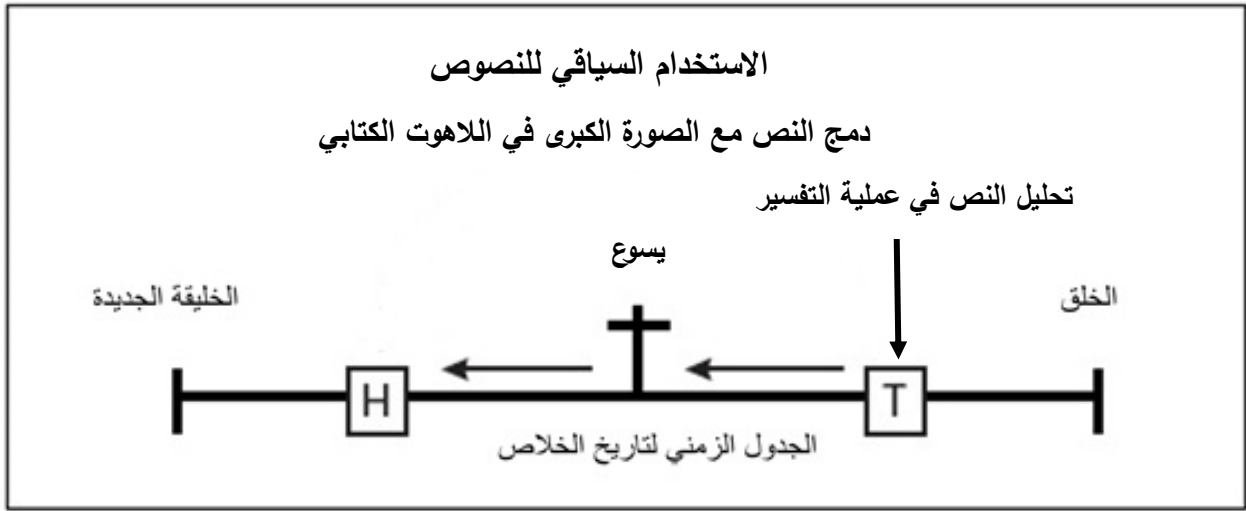 الاستخدام السياقي للنصوص
دمج النص مع الصورة الكبرى في اللاهوت الكتابي
تحليل النص في عملية التفسير
يسوع
الخلق
الخليقة الجديدة
T
H
الجدول الزمني لتاريخ الخلاص